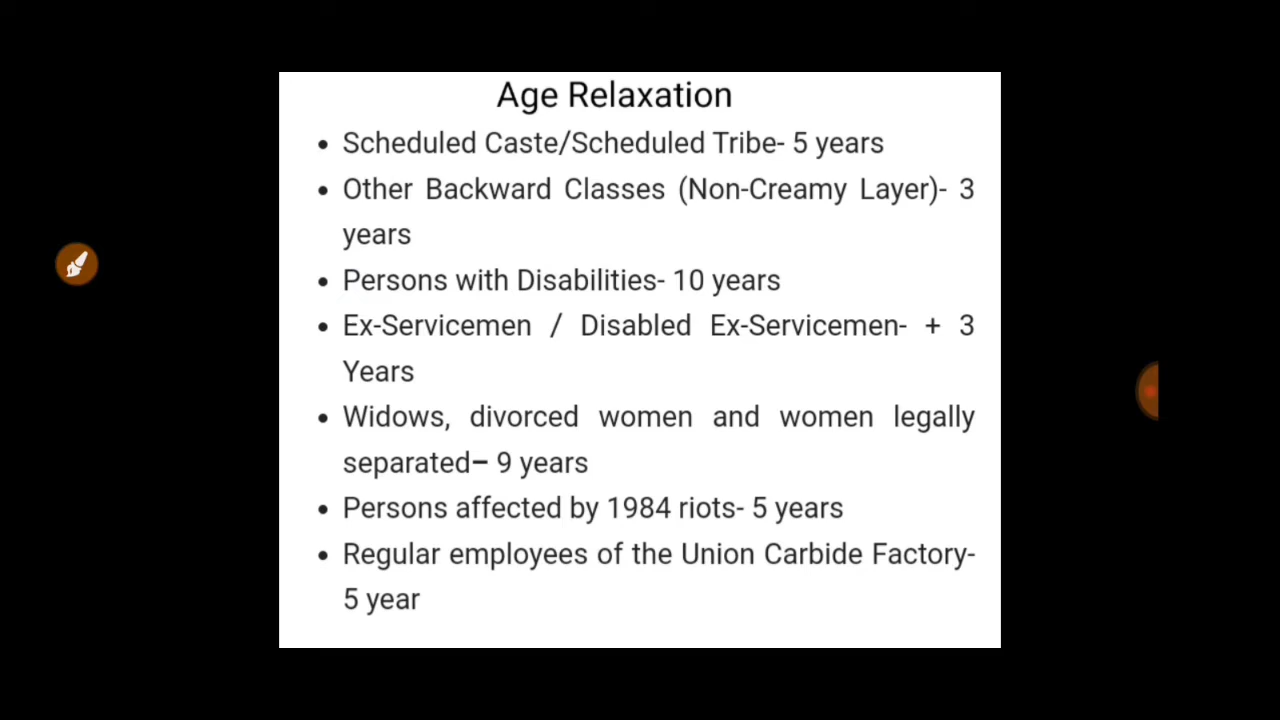 Age Relaxation
• Scheduled Caste/Scheduled Tribe- 5 years
• Other Backward Classes (Non-Creamy Layer)- 3
years
• Persons with Disabilities- 10 years
• Ex-Servicemen / Disabled Ex-Servicemen- + 3
Years
• Widows, divorced women and women legally
separated– 9 years
• Persons affected by 1984 riots- 5 years
• Regular employees of the Union Carbide Factory-
5 year